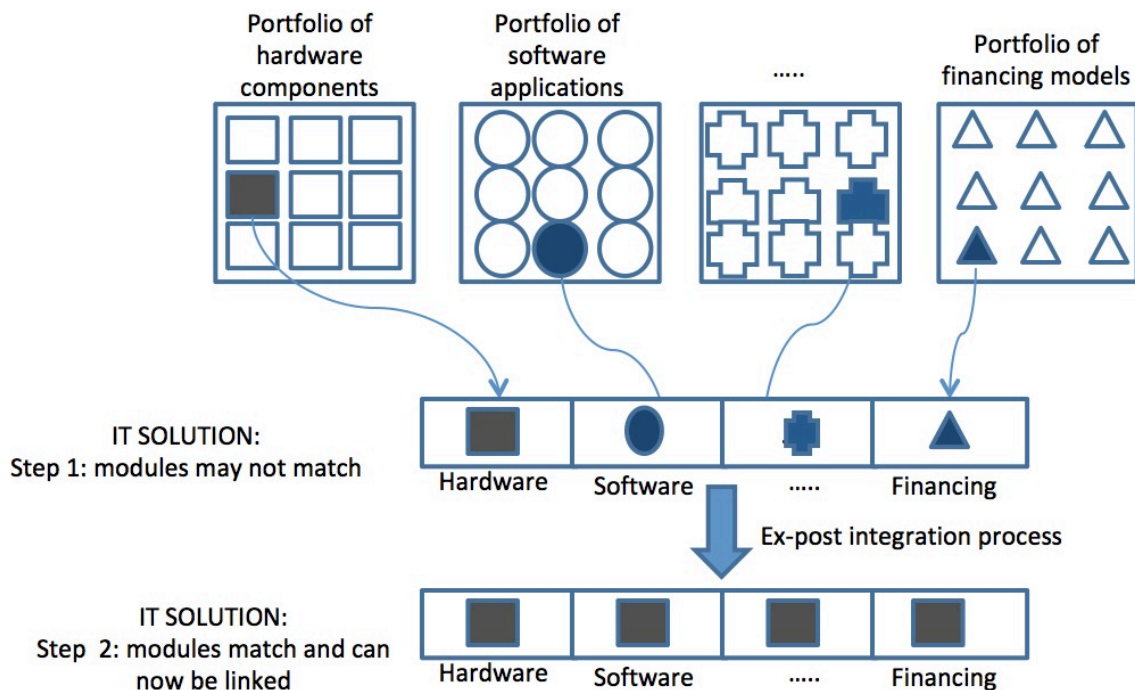 Portfolio of
hardware
components
Portfolio of
software
applications
.....
Portfolio of
financing models
IT SOLUTION:
Step 1: modules may not match
Hardware
Software
.....
Financing
Ex-post integration process
IT SOLUTION:
Step 2: modules match and can
now be linked
Hardware
Software
.....
Financing